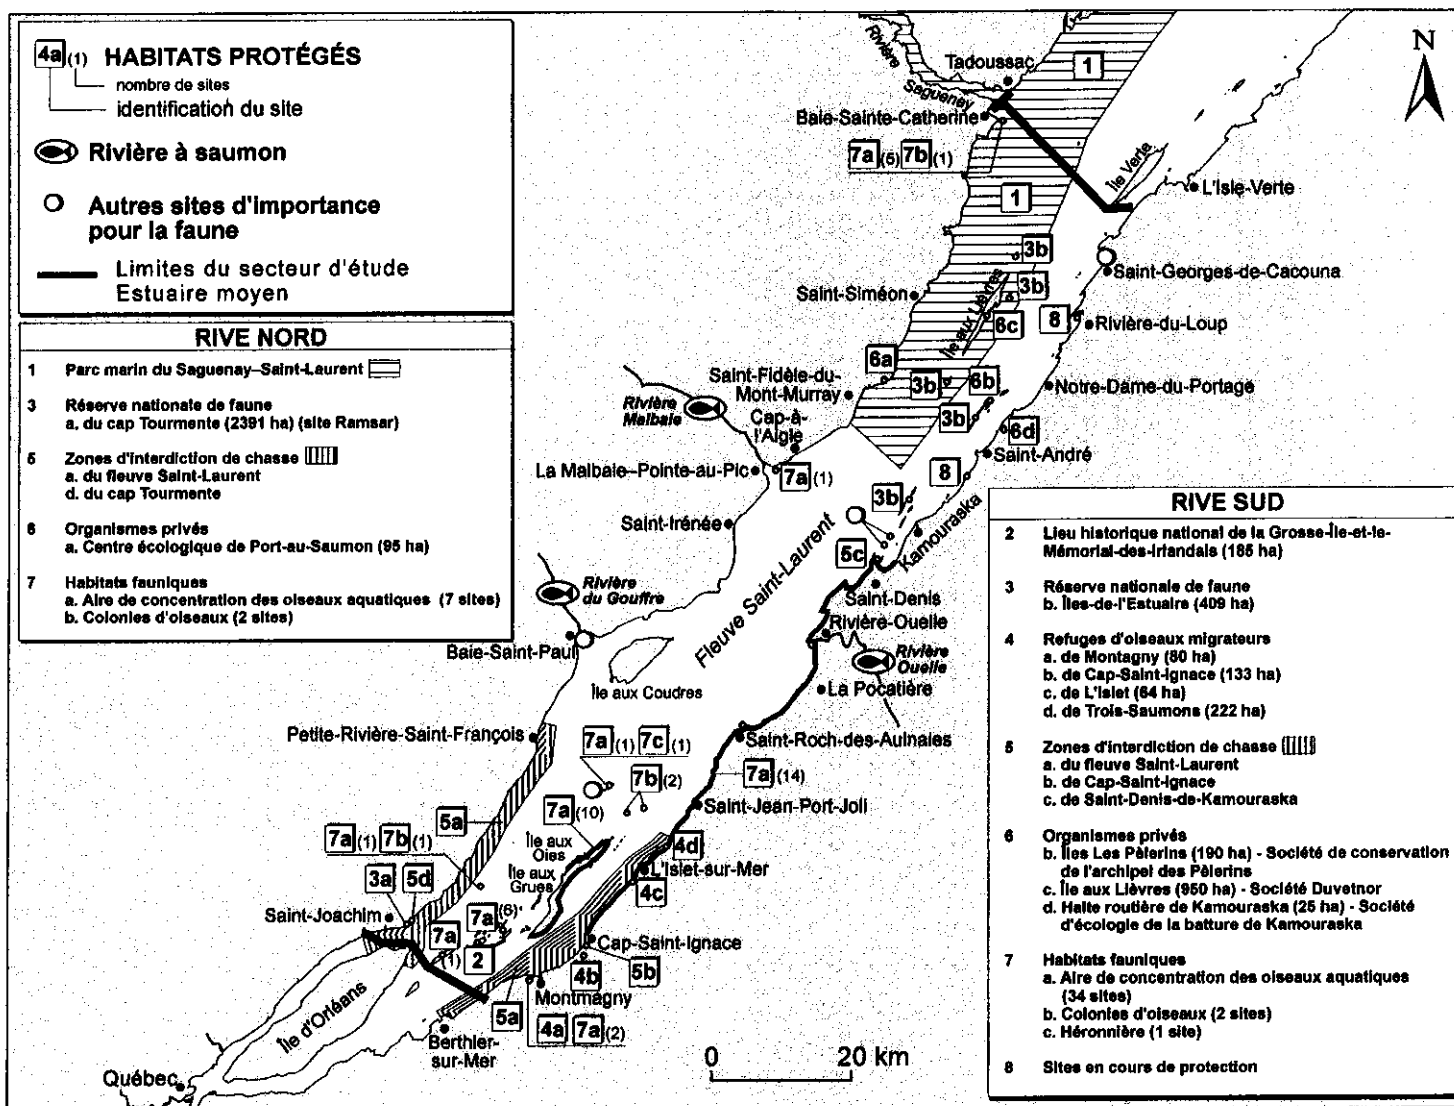 4a (1) HABITATS PROTÉGÉS
nombre de sites
identification du site
Rivière à saumon
Autres sites d'importance
pour la faune
Limites du secteur d'étude
Estuaire moyen
RIVE NORD
1 Parc marin du Saguenay–Saint-Laurent
3 Réserve nationale de faune
a. du cap Tourmente (2391 ha) (site Ramsar)
5 Zones d'interdiction de chasse
a. du fleuve Saint-Laurent
d. du cap Tourmente
6 Organismes privés
a. Centre écologique de Port-au-Saumon (95 ha)
7 Habitats fauniques
a. Aire de concentration des oiseaux aquatiques (7 sites)
b. Colonies d'oiseaux (2 sites)
N
Rivière
Saguenay
Tadoussac
1
Baie-Sainte-Catherine
7a (5) 7b (1)
Île Verte
L'Isle-Verte
1
3b
Saint-Georges-de-Cacouna
Saint-Siméon
3b
Île aux Lièvres
6c
8
Rivière-du-Loup
6a
Saint-Fidèle-du-
Mont-Murray
3b
6b
Notre-Dame-du-Portage
Rivière
Malbaie
Cap-à-
l'Aigle
3b
6d
Saint-André
La Malbaie–Pointe-au-Pic
7a (1)
8
3b
Saint-Irénée
Kamouraska
5c
Fleuve Saint-Laurent
Rivière
du Gouffre
Saint-Denis
Rivière-Ouelle
Baie-Saint-Paul
Rivière
Ouelle
Île aux Coudres
La Pocatière
Petite-Rivière-Saint-François
Saint-Roch-des-Aulnaies
7a (1) 7c (1)
7b (2)
7a (14)
7a (10)
Saint-Jean-Port-Joli
5a
7a (1) 7b (1)
Île aux
Oies
4d
L'Islet-sur-Mer
3a 5d
Île aux
Grues
4c
Saint-Joachim
7a (6)
7a
(1)
2
Cap-Saint-Ignace
5b
4b
Montmagny
5a
4a 7a (2)
Île d'Orléans
Berthier-
sur-Mer
Québec
0 20 km
RIVE SUD
2 Lieu historique national de la Grosse-Île-et-le-
Mémorial-des-Irlandais (185 ha)
3 Réserve nationale de faune
b. Îles-de-l'Estuaire (409 ha)
4 Refuges d'oiseaux migrateurs
a. de Montagny (80 ha)
b. de Cap-Saint-Ignace (133 ha)
c. de L'Islet (64 ha)
d. de Trois-Saumons (222 ha)
5 Zones d'interdiction de chasse
a. du fleuve Saint-Laurent
b. de Cap-Saint-Ignace
c. de Saint-Denis-de-Kamouraska
6 Organismes privés
b. Îles Les Pèlerins (190 ha) - Société de conservation
de l'archipel des Pèlerins
c. Île aux Lièvres (950 ha) - Société Duvetnor
d. Halte routière de Kamouraska (25 ha) - Société
d'écologie de la batture de Kamouraska
7 Habitats fauniques
a. Aire de concentration des oiseaux aquatiques
(34 sites)
b. Colonies d'oiseaux (2 sites)
c. Héronnière (1 site)
8 Sites en cours de protection